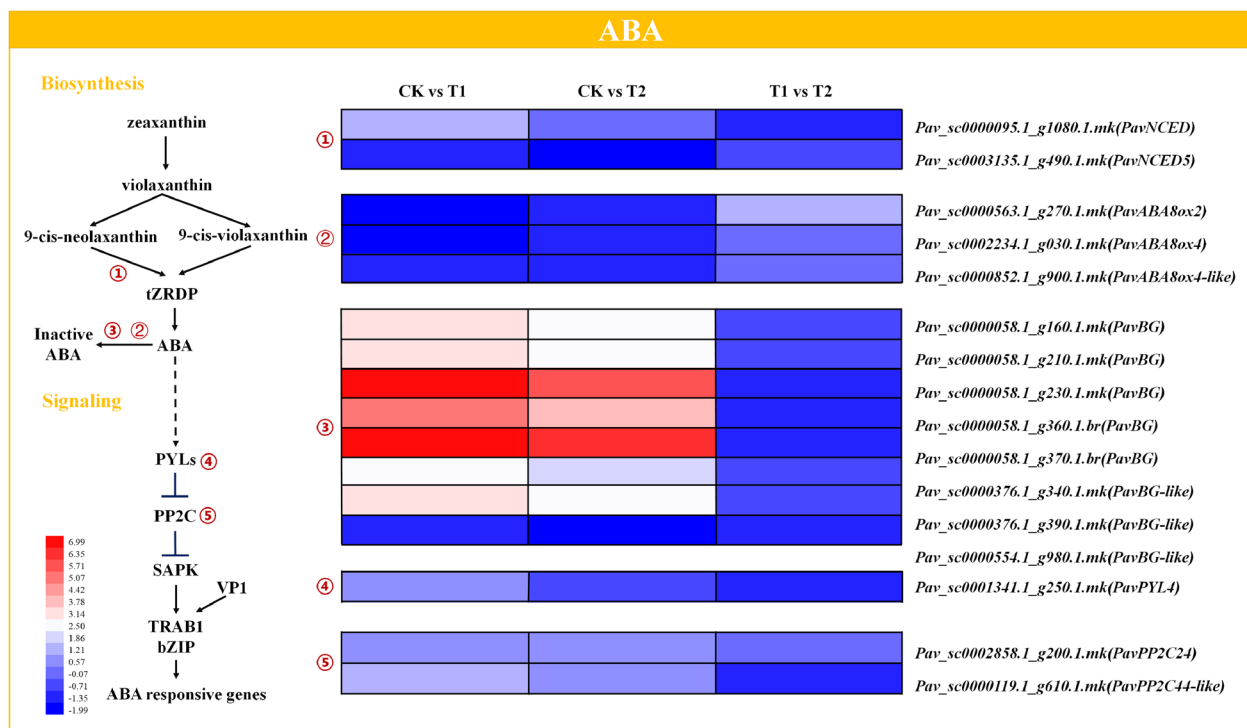 ABA
Biosynthesis
zeaxanthin
violaxanthin
9-cis-neolaxanthin
9-cis-violaxanthin
①
tZRDP
③ ②
Inactive
ABA
ABA
Signaling
PYLs ④
PP2C ⑤
SAPK
VP1
TRAB1
bZIP
ABA responsive genes
6.99
6.35
5.71
5.07
4.42
3.78
3.14
2.50
1.86
1.21
0.57
-0.07
-0.71
-1.35
-1.99
CK vs T1 CK vs T2 T1 vs T2
①
Pav_sc0000095.1_g1080.1.mk(PavNCED)
Pav_sc0003135.1_g490.1.mk(PavNCED5)
②
Pav_sc0000563.1_g270.1.mk(PavABA8ox2)
Pav_sc0002234.1_g030.1.mk(PavABA8ox4)
Pav_sc0000852.1_g900.1.mk(PavABA8ox4-like)
③
Pav_sc0000058.1_g160.1.mk(PavBG)
Pav_sc0000058.1_g210.1.mk(PavBG)
Pav_sc0000058.1_g230.1.mk(PavBG)
Pav_sc0000058.1_g360.1.br(PavBG)
Pav_sc0000058.1_g370.1.br(PavBG)
Pav_sc0000376.1_g340.1.mk(PavBG-like)
Pav_sc0000376.1_g390.1.mk(PavBG-like)
Pav_sc0000554.1_g980.1.mk(PavBG-like)
④
Pav_sc0001341.1_g250.1.mk(PavPYL4)
⑤
Pav_sc0002858.1_g200.1.mk(PavPP2C24)
Pav_sc0000119.1_g610.1.mk(PavPP2C44-like)